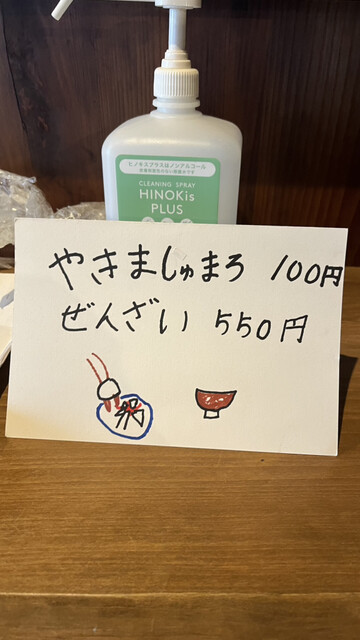 ヒノキスプラスはノンアルコール
CLEANING SPRAY
HINOKis
PLUS
やきましゅまろ 100円
ぜんざい 550円